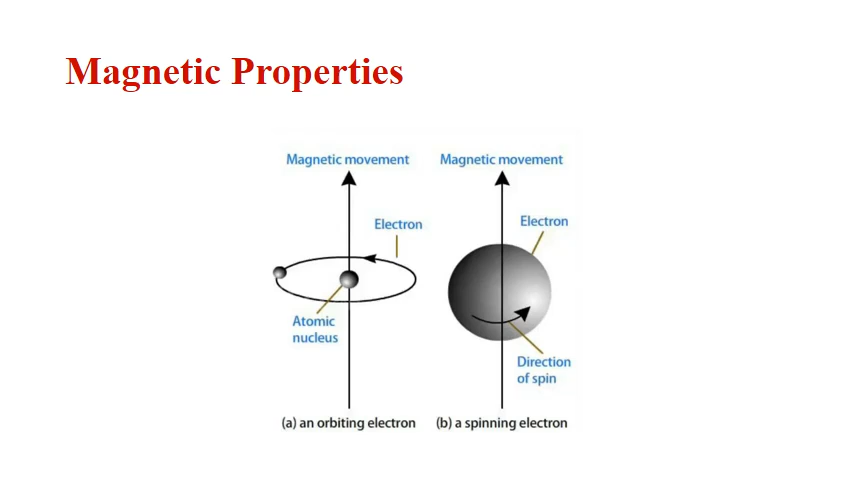 Magnetic Properties
Magnetic movement
Electron
Atomic
nucleus
(a) an orbiting electron
Magnetic movement
Electron
Direction
of spin
(b) a spinning electron